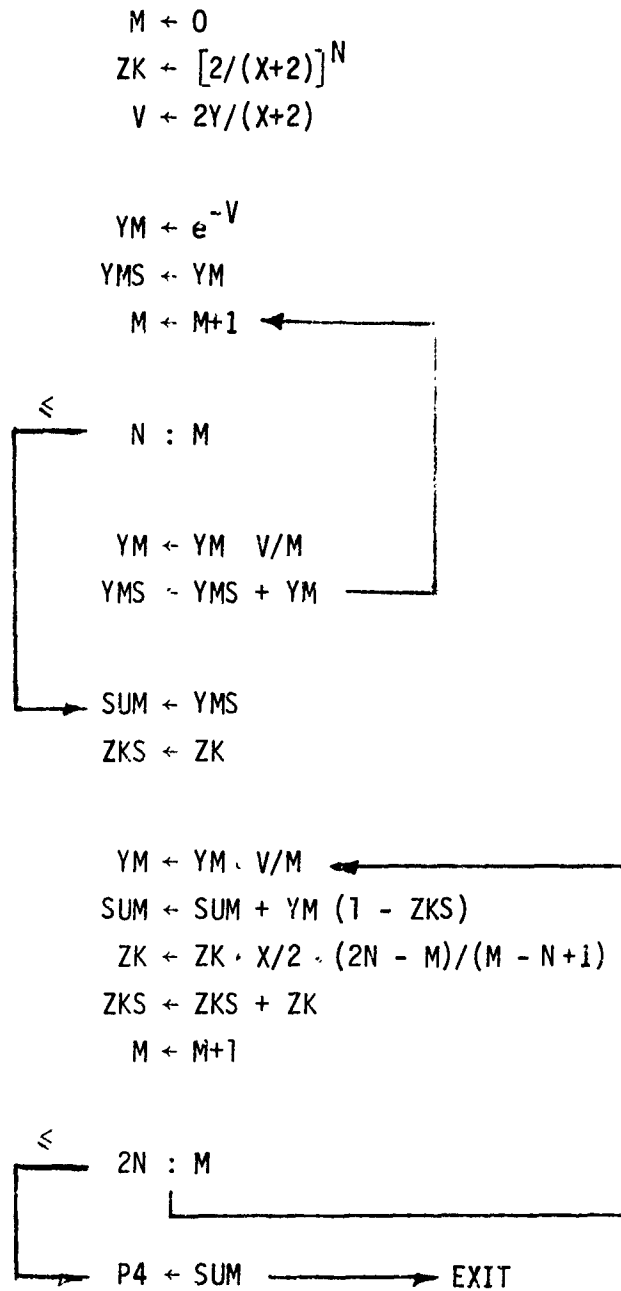 M ← 0
ZK ← [2/(X+2)]^N
V ← 2Y/(X+2)
YM ← e^-V
YMS ← YM
M ← M+1
≤
N : M
YM ← YM V/M
YMS - YMS + YM
SUM ← YMS
ZKS ← ZK
YM ← YM · V/M
SUM ← SUM + YM (1 - ZKS)
ZK ← ZK · X/2 · (2N - M)/(M - N+1)
ZKS ← ZKS + ZK
M ← M+1
≤
2N : M
P4 ← SUM → EXIT